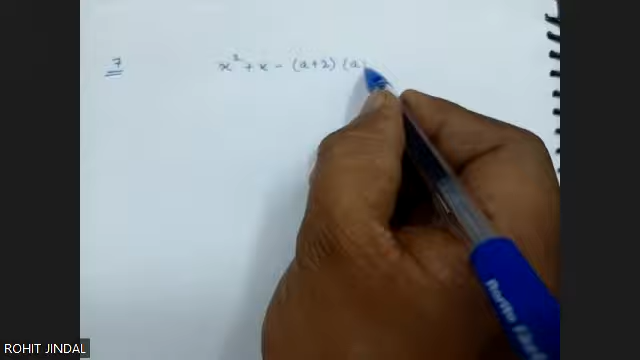 7 x² + x - (a+2) (a
ROHIT JINDAL